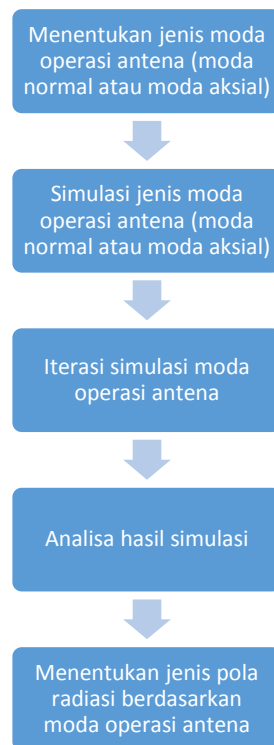 Menentukan jenis moda
operasi antena (moda
normal atau moda aksial)
Simulasi jenis moda
operasi antena (moda
normal atau moda aksial)
Iterasi simulasi moda
operasi antena
Analisa hasil simulasi
Menentukan jenis pola
radiasi berdasarkan
moda operasi antena